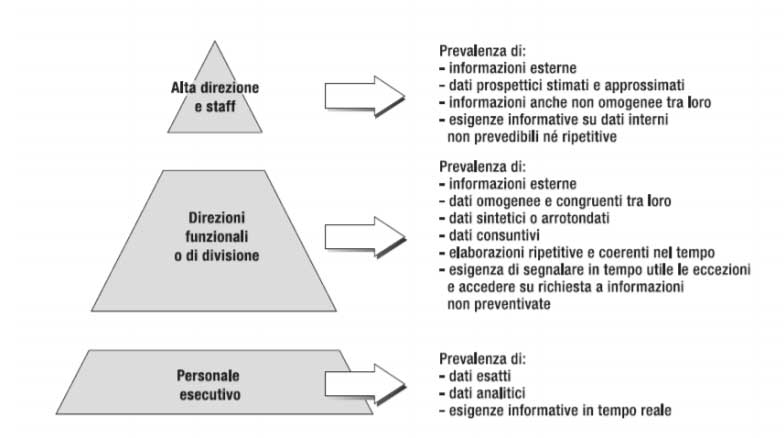 Alta direzione
e staff
Prevalenza di:
- informazioni esterne
- dati prospettici stimati e approssimati
- informazioni anche non omogenee tra loro
- esigenze informative su dati interni
non prevedibili né ripetitive
Direzioni
funzionali
o di divisione
Prevalenza di:
- informazioni esterne
- dati omogenee e congruenti tra loro
- dati sintetici o arrotondati
- dati consuntivi
- elaborazioni ripetitive e coerenti nel tempo
- esigenza di segnalare in tempo utile le eccezioni
e accedere su richiesta a informazioni
non preventivate
Personale
esecutivo
Prevalenza di:
- dati esatti
- dati analitici
- esigenze informative in tempo reale